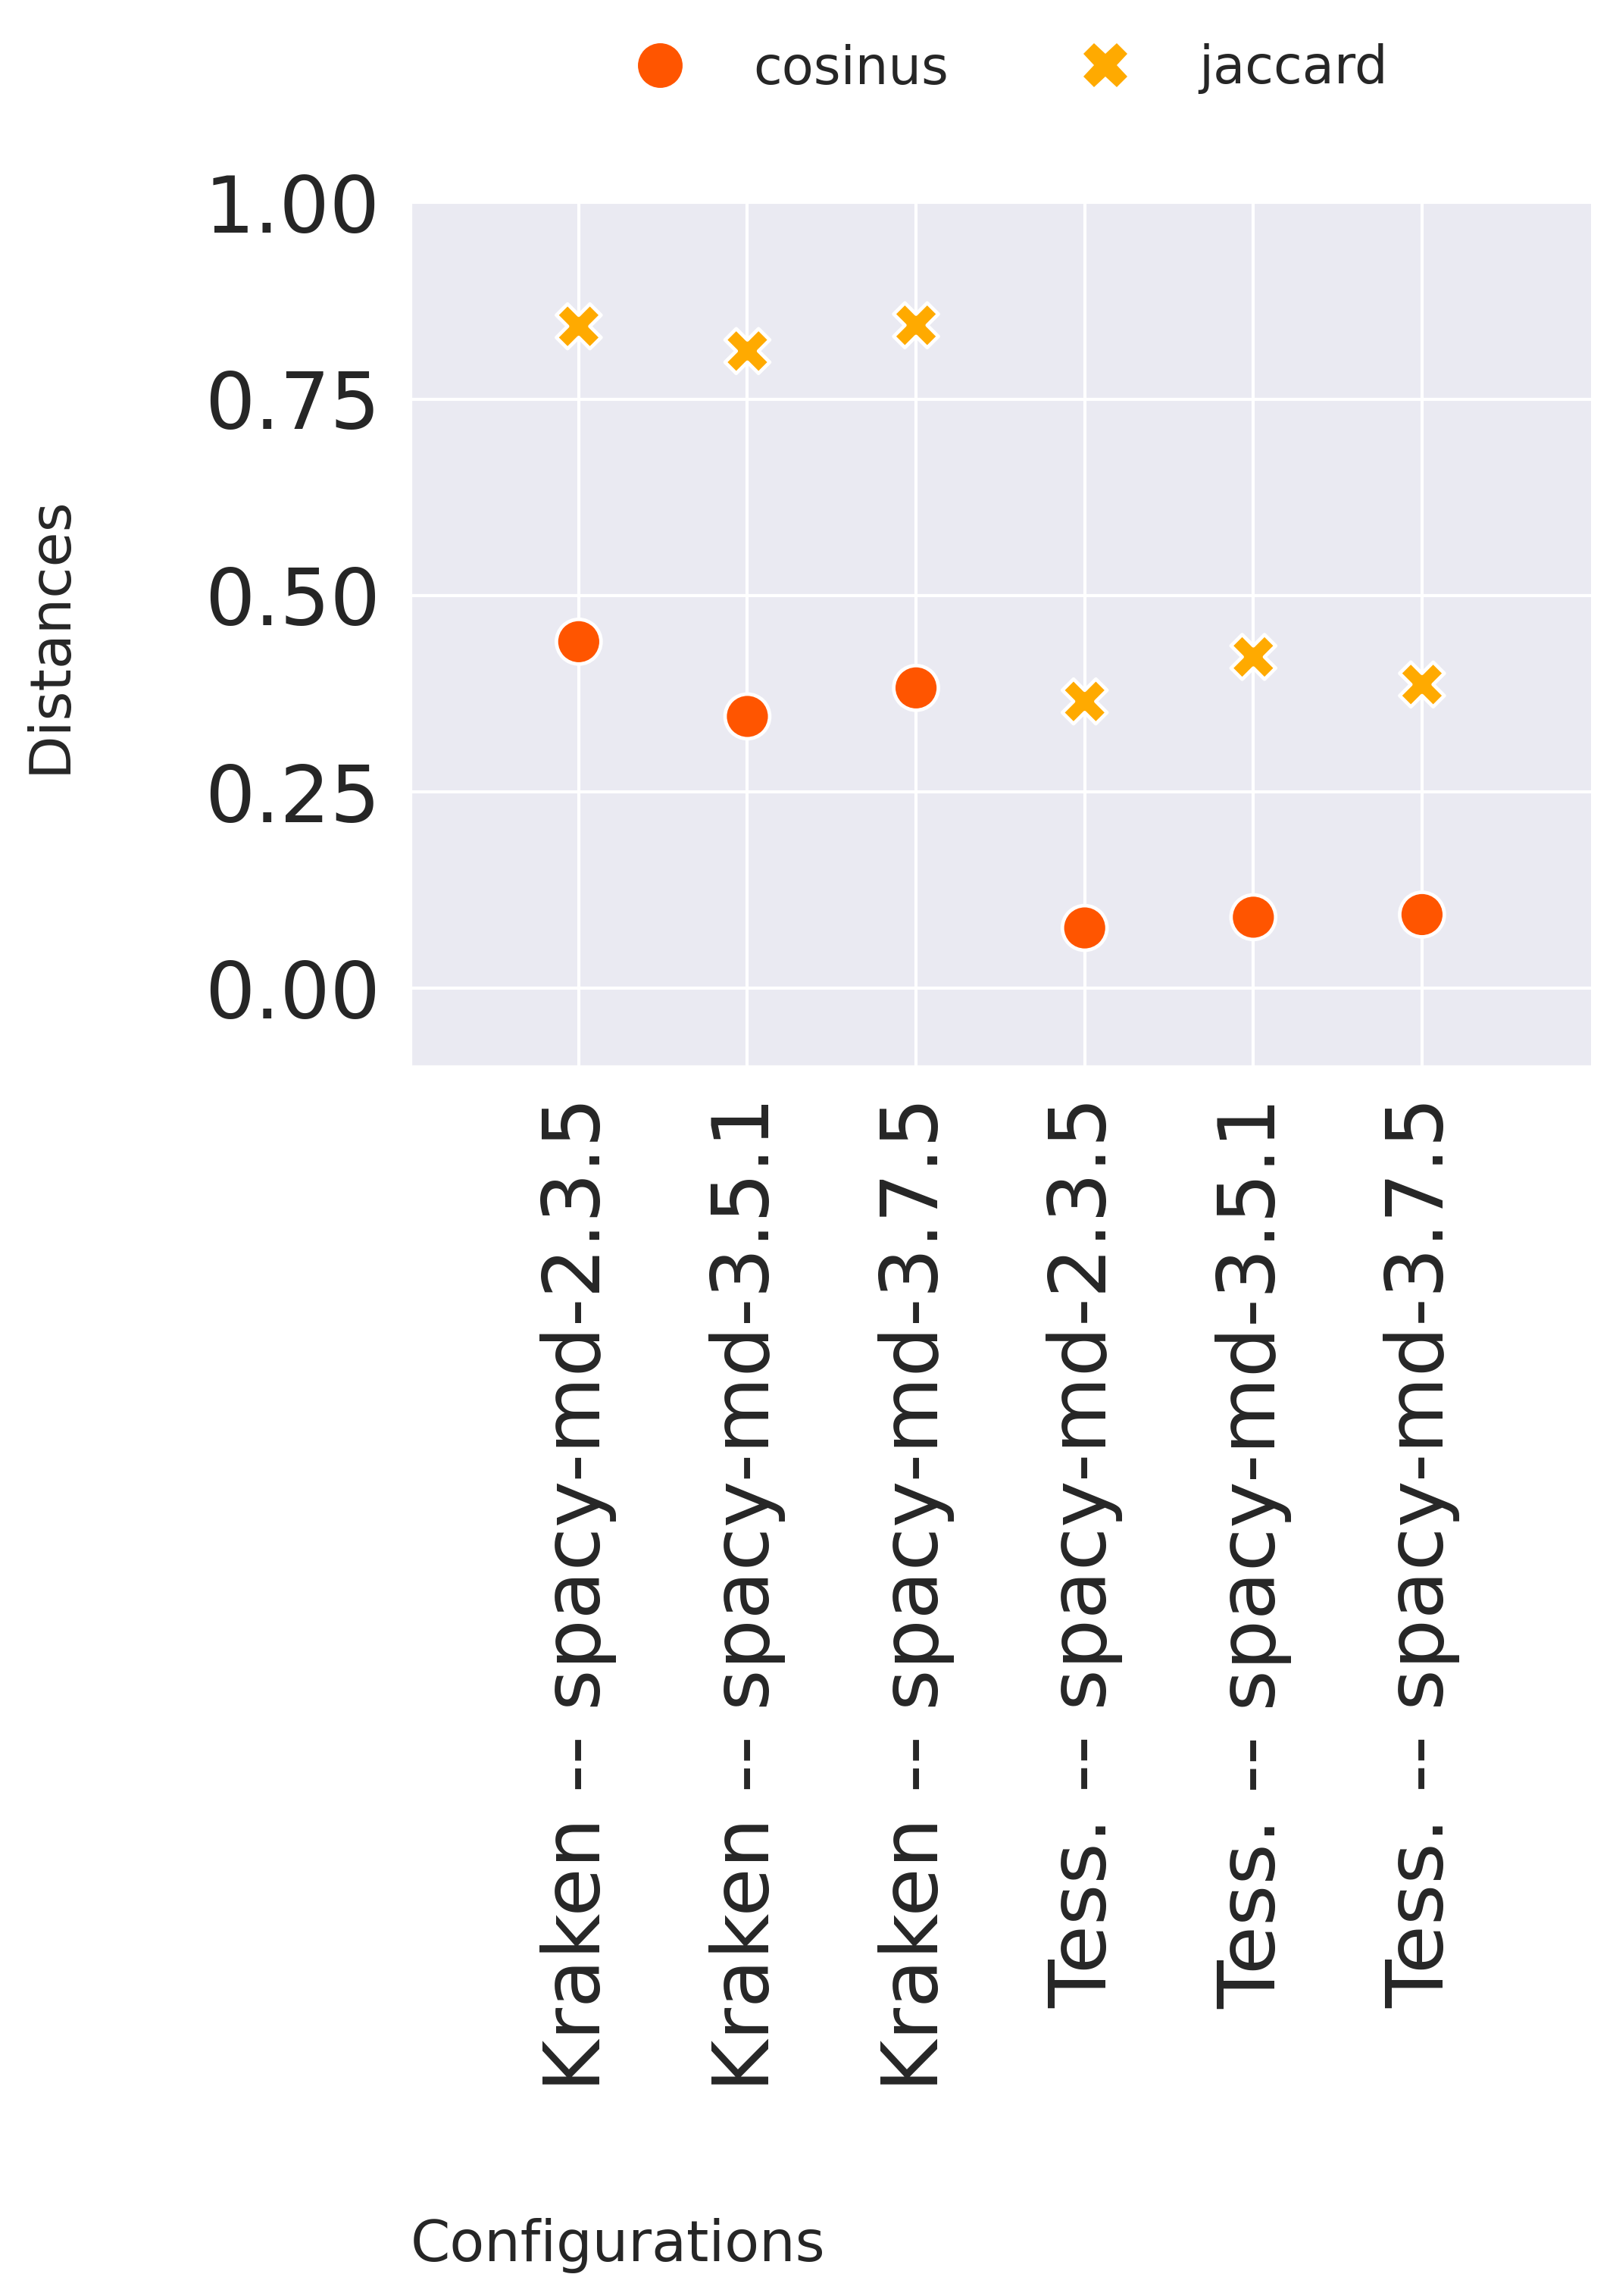 cosinus jaccard
1.00
0.75
0.50
0.25
0.00
Distances
Kraken -- spacy-md-2.3.5
Kraken -- spacy-md-3.5.1
Kraken -- spacy-md-3.7.5
Tess. -- spacy-md-2.3.5
Tess. -- spacy-md-3.5.1
Tess. -- spacy-md-3.7.5
Configurations